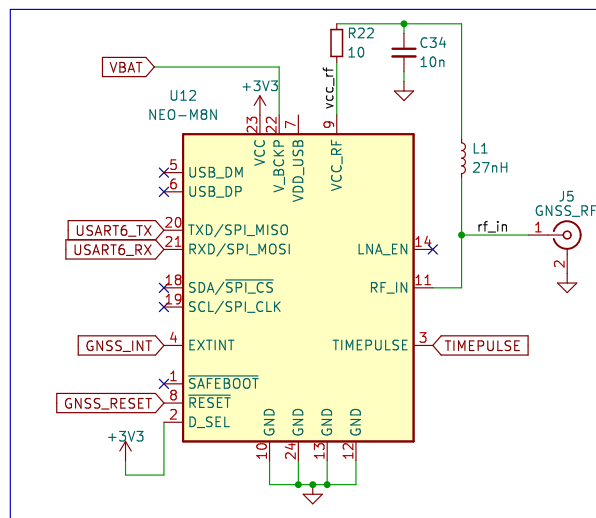 R22
10
C34
10n
VBAT
+3V3
vcc_rf
U12
NEO-M8N
23
22
7
9
VCC
V_BCKP
VDD_USB
VCC_RF
L1
27nH
5 USB_DM
6 USB_DP
J5
GNSS_RF
USART6_TX 20 TXD/SPI_MISO
rf_in 1
USART6_RX 21 RXD/SPI_MOSI
LNA_EN 14
2
18 SDA/SPI_CS
RF_IN 11
19 SCL/SPI_CLK
GNSS_INT 4 EXTINT
TIMEPULSE 3 TIMEPULSE
1 SAFEBOOT
GNSS_RESET 8 RESET
2 D_SEL
+3V3
GND
GND
GND
GND
10
24
13
12